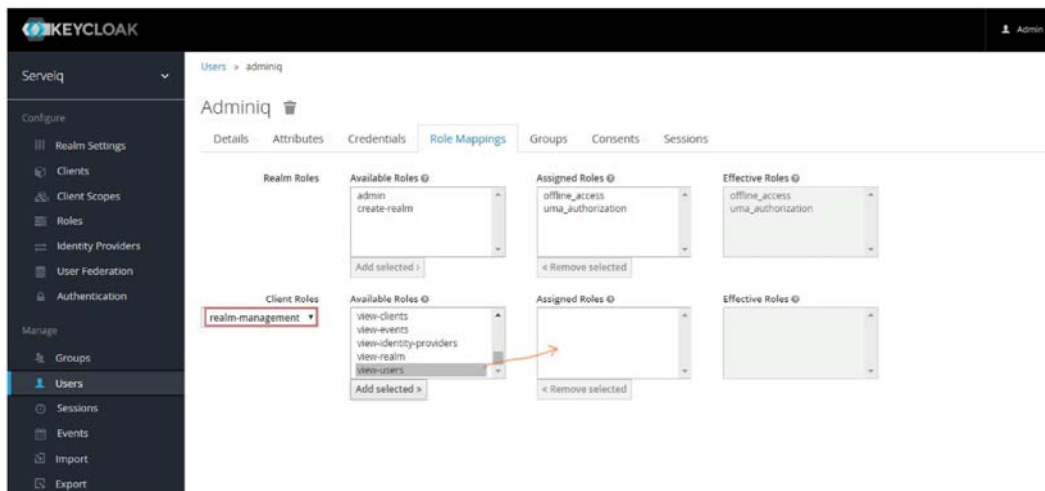 KEYCLOAK
Admin
Serveiq
Users » adminiq
Adminiq
Configure
Realm Settings
Clients
Client Scopes
Roles
Identity Providers
User Federation
Authentication
Manage
Groups
Users
Sessions
Events
Import
Export
Details Attributes Credentials Role Mappings Groups Consents Sessions
Realm Roles
Available Roles
admin
create-realm
Add selected »
Assigned Roles
offline_access
uma_authorization
« Remove selected
Effective Roles
offline_access
uma_authorization
Client Roles
realm-management
Available Roles
view-clients
view-events
view-identity-providers
view-realm
view-users
Add selected »
Assigned Roles
« Remove selected
Effective Roles